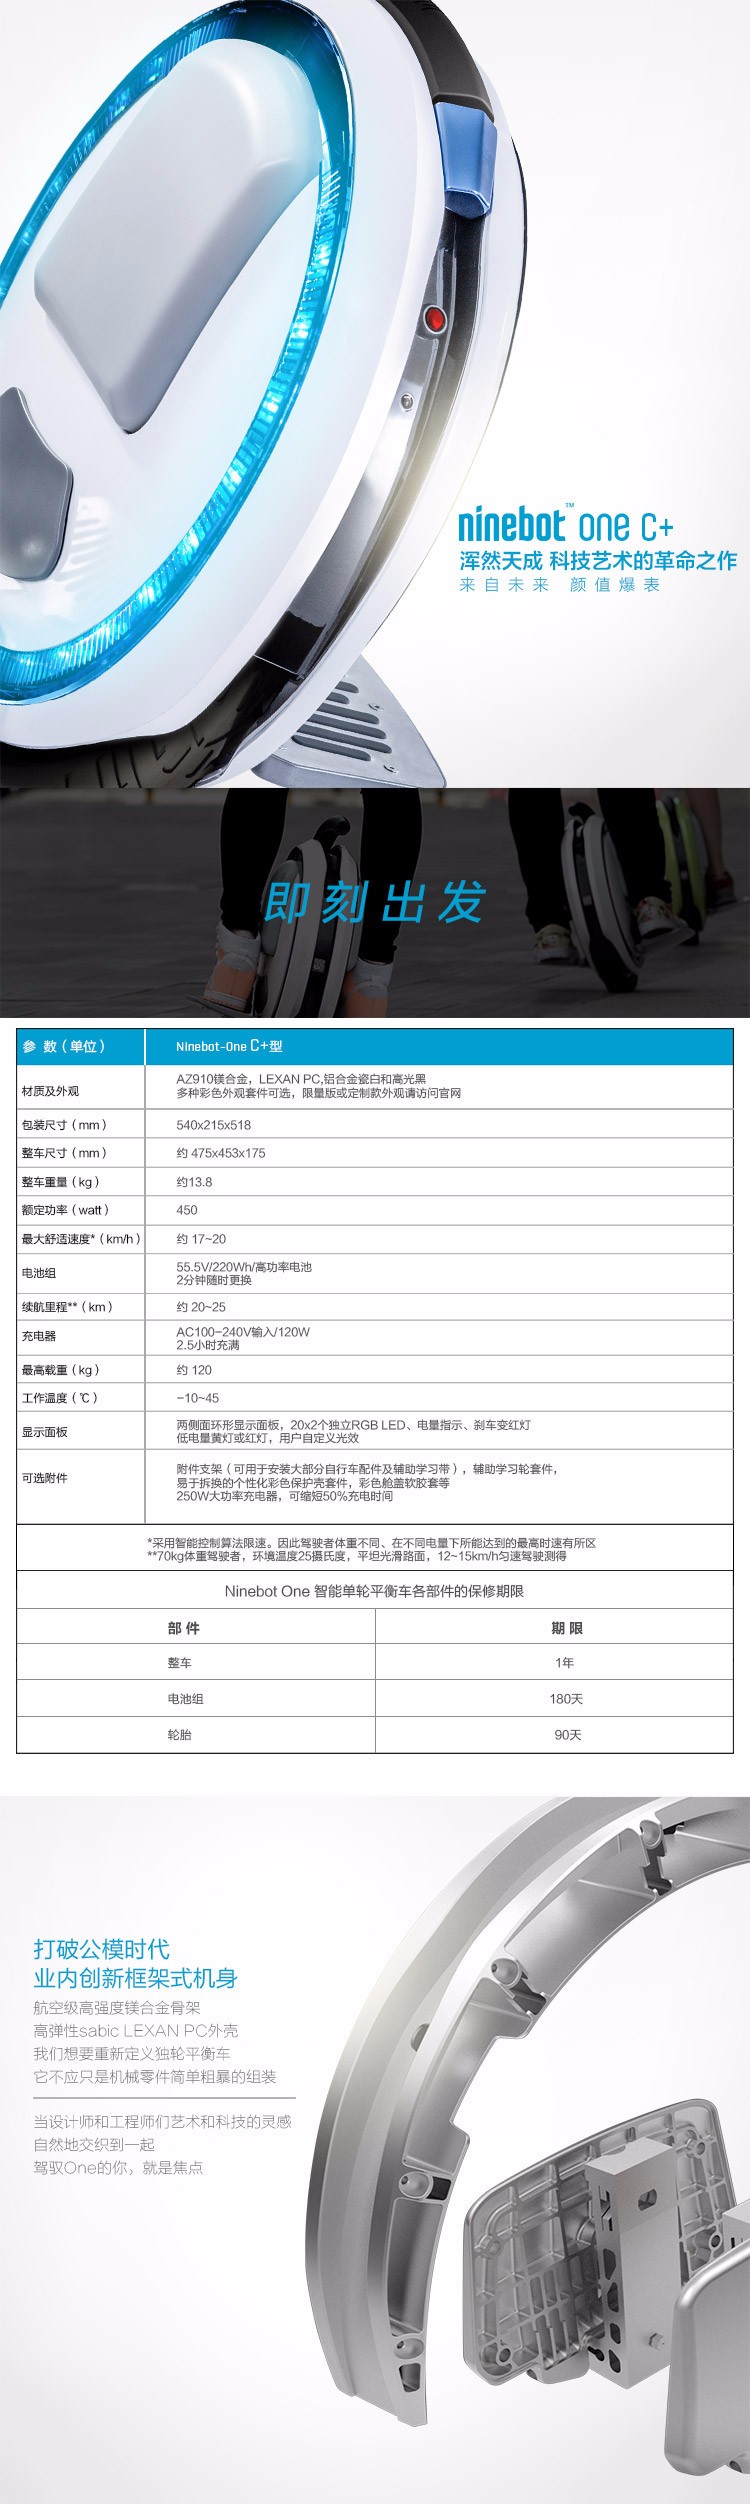 ninebot™ one C+
浑然天成 科技艺术的革命之作
来自未来 颜值爆表
即刻出发
参 数（单位） Ninebot-One C+型
材质及外观 AZ910镁合金，LEXAN PC,铝合金瓷白和高光黑
多种彩色外观套件可选，限量版或定制款外观请访问官网
包装尺寸（mm） 540x215x518
整车尺寸（mm） 约 475x453x175
整车重量（kg） 约13.8
额定功率（watt） 450
最大舒适速度*（km/h） 约 17~20
电池组 55.5V/220Wh/高功率电池
2分钟随时更换
续航里程**（km） 约 20~25
充电器 AC100-240V输入/120W
2.5小时充满
最高载重（kg） 约 120
工作温度（℃） -10~45
显示面板 两侧面环形显示面板，20x2个独立RGB LED、电量指示、刹车变红灯
低电量黄灯或红灯，用户自定义光效
可选附件 附件支架（可用于安装大部分自行车配件及辅助学习带），辅助学习轮套件，
易于拆换的个性化彩色保护壳套件，彩色舱盖软胶套等
250W大功率充电器，可缩短50%充电时间
*采用智能控制算法限速。因此驾驶者体重不同、在不同电量下所能达到的最高时速有所区
**70kg体重驾驶者，环境温度25摄氏度，平坦光滑路面，12~15km/h匀速驾驶测得
Ninebot One 智能单轮平衡车各部件的保修期限
部 件 期 限
整车 1年
电池组 180天
轮胎 90天
打破公模时代
业内创新框架式机身
航空级高强度镁合金骨架
高弹性sabic LEXAN PC外壳
我们想要重新定义独轮平衡车
它不应只是机械零件简单粗暴的组装
当设计师和工程师们艺术和科技的灵感
自然地交织到一起
驾驭One的你，就是焦点